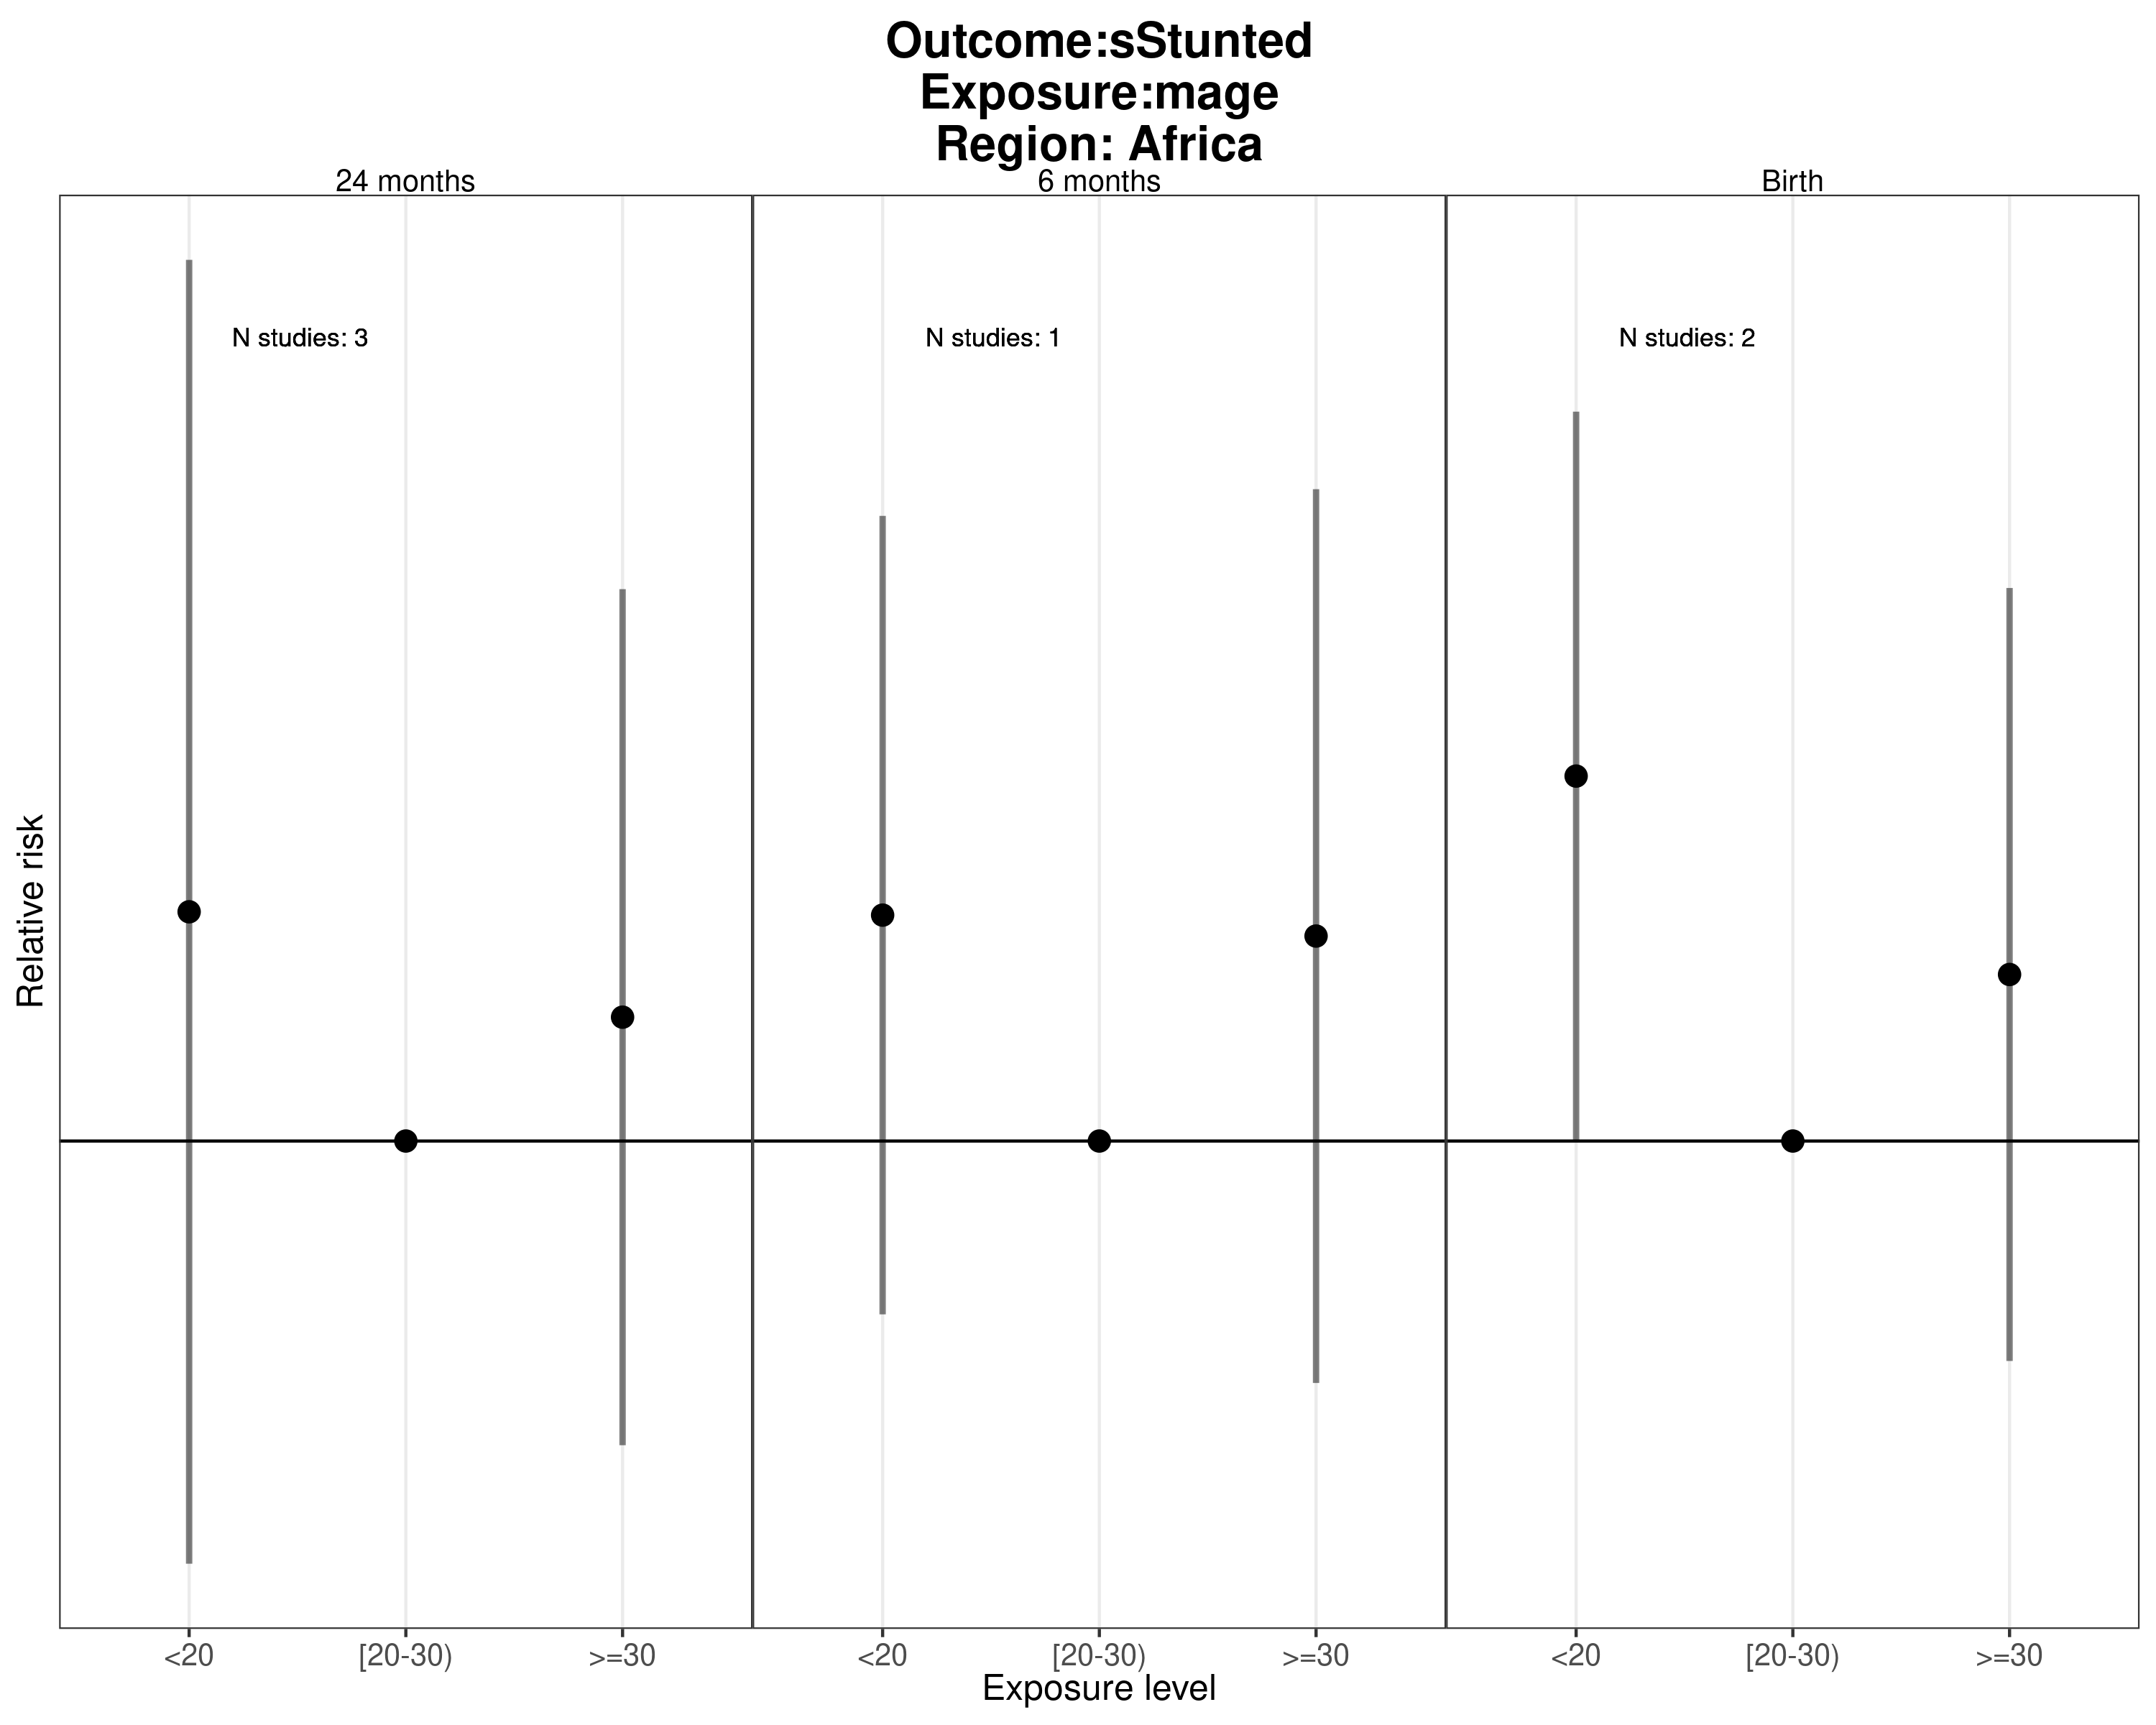 Outcome:sStunted
Exposure:mage
Region: Africa
24 months
6 months
Birth
N studies: 3
N studies: 1
N studies: 2
Relative risk
<20
[20-30)
>=30
<20
[20-30)
>=30
<20
[20-30)
>=30
Exposure level